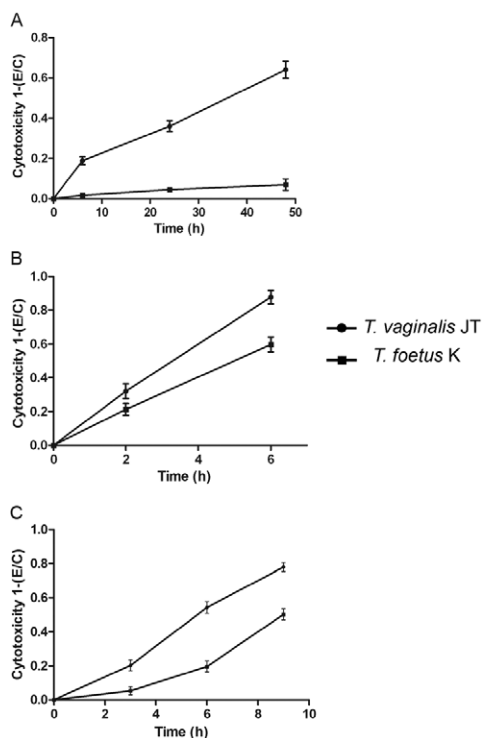 A
Cytotoxicity 1-(E/C)
0.8
0.6
0.4
0.2
0.0
0 10 20 30 40 50
Time (h)
B
Cytotoxicity 1-(E/C)
1.0
0.8
0.6
0.4
0.2
0.0
0 2 4 6
Time (h)
T. vaginalis JT
T. foetus K
C
Cytotoxicity 1-(E/C)
1.0
0.8
0.6
0.4
0.2
0.0
0 2 4 6 8 10
Time (h)